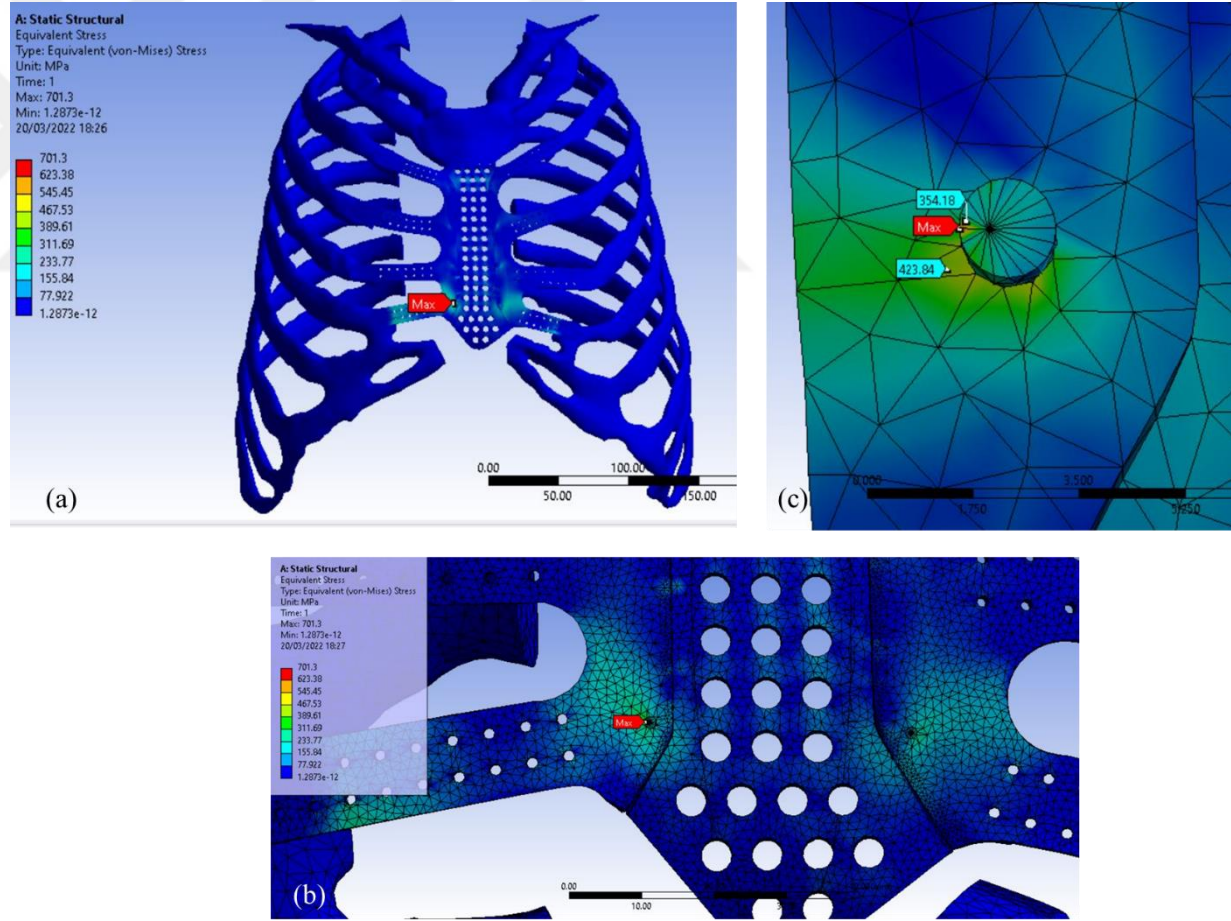 A: Static Structural
Equivalent Stress
Type: Equivalent (von-Mises) Stress
Unit: MPa
Time: 1
Max: 701.3
Min: 1.2873e-12
20/03/2022 18:26
701.3
623.38
545.45
467.53
389.61
311.69
233.77
155.84
77.922
1.2873e-12
Max
0.00
100.00
50.00
150.00
(a)
354.18
Max
423.84
0.000
3.500
1.750
5.250
(c)
A: Static Structural
Equivalent Stress
Type: Equivalent (von-Mises) Stress
Unit: MPa
Time: 1
Max: 701.3
Min: 1.2873e-12
20/03/2022 18:27
701.3
623.38
545.45
467.53
389.61
311.69
233.77
155.84
77.922
1.2873e-12
Max
0.00
10.00
(b)